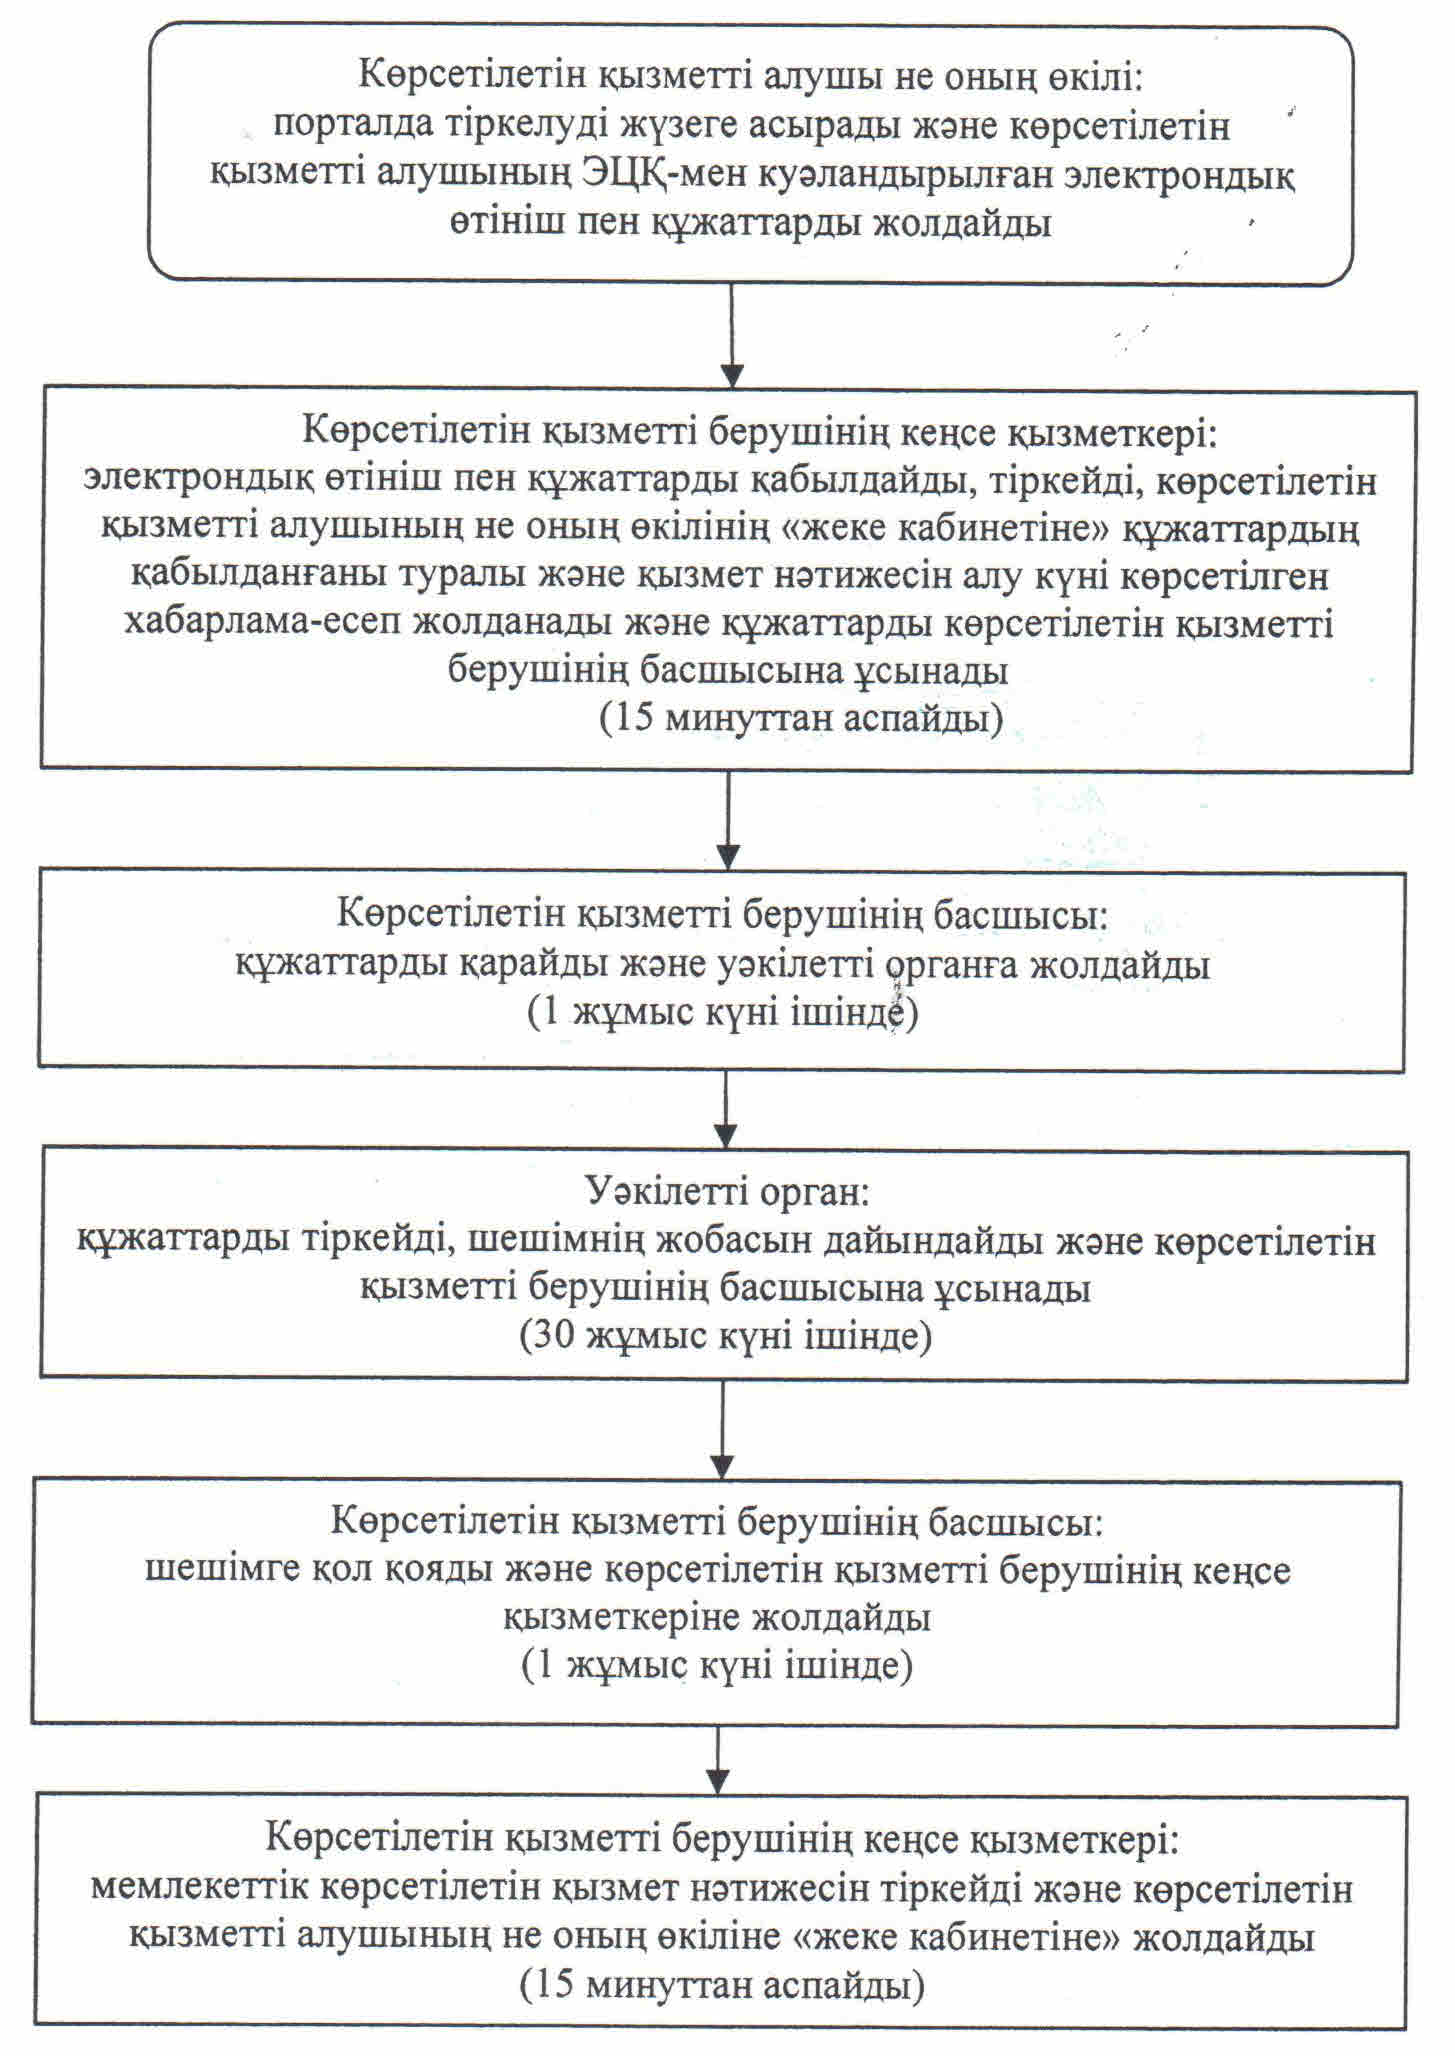 Көрсетілетін қызметті алушы не оның өкілі:
порталда тіркелуді жүзеге асырады және көрсетілетін
қызметті алушының ЭЦҚ-мен куәландырылған электрондық
өтініш пен құжаттарды жолдайды
Көрсетілетін қызметті берушінің кеңсе қызметкері:
электрондық өтініш пен құжаттарды қабылдайды, тіркейді, көрсетілетін
қызметті алушының не оның өкілінің «жеке кабинетіне» құжаттардың
қабылданғаны туралы және қызмет нәтижесін алу күні көрсетілген
хабарлама-есеп жолданады және құжаттарды көрсетілетін қызметті
берушінің басшысына ұсынады
(15 минуттан аспайды)
Көрсетілетін қызметті берушінің басшысы:
құжаттарды қарайды және уәкілетті органға жолдайды
(1 жұмыс күні ішінде)
Уәкілетті орган:
құжаттарды тіркейді, шешімнің жобасын дайындайды және көрсетілетін
қызметті берушінің басшысына ұсынады
(30 жұмыс күні ішінде)
Көрсетілетін қызметті берушінің басшысы:
шешімге қол қояды және көрсетілетін қызметті берушінің кеңсе
қызметкеріне жолдайды
(1 жұмыс күні ішінде)
Көрсетілетін қызметті берушінің кеңсе қызметкері:
мемлекеттік көрсетілетін қызмет нәтижесін тіркейді және көрсетілетін
қызметті алушының не оның өкіліне «жеке кабинетіне» жолдайды
(15 минуттан аспайды)